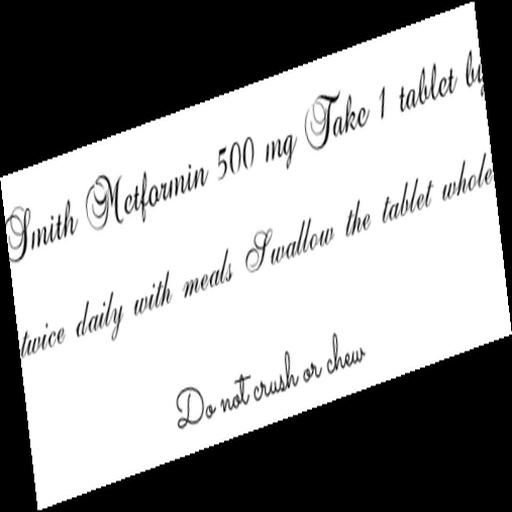 Smith Metformin 500 mg Take 1 tablet by
twice daily with meals Swallow the tablet whole
Do not crush or chew